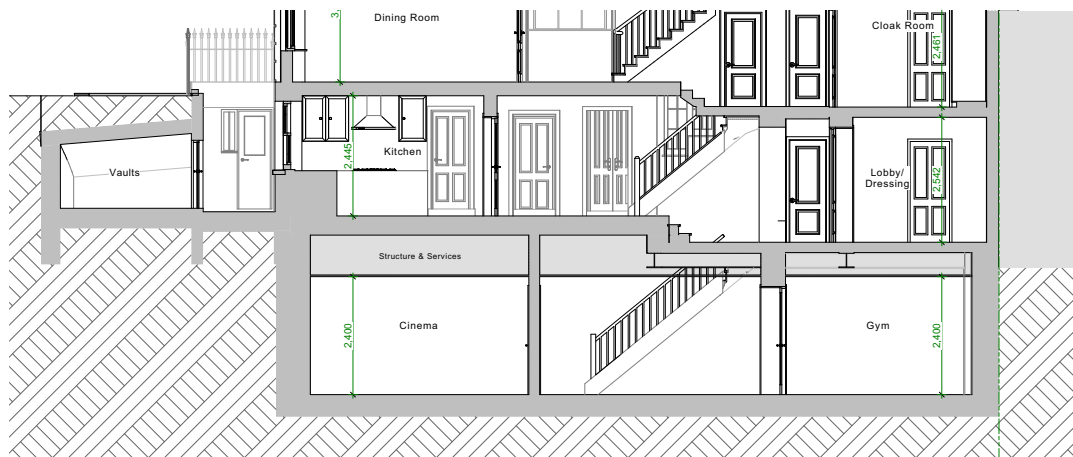 Dining Room
3,
Cloak Room
2,461
Kitchen
2,445
Vaults
Lobby/
Dressing
2,542
Structure & Services
Cinema
2,400
Gym
2,400